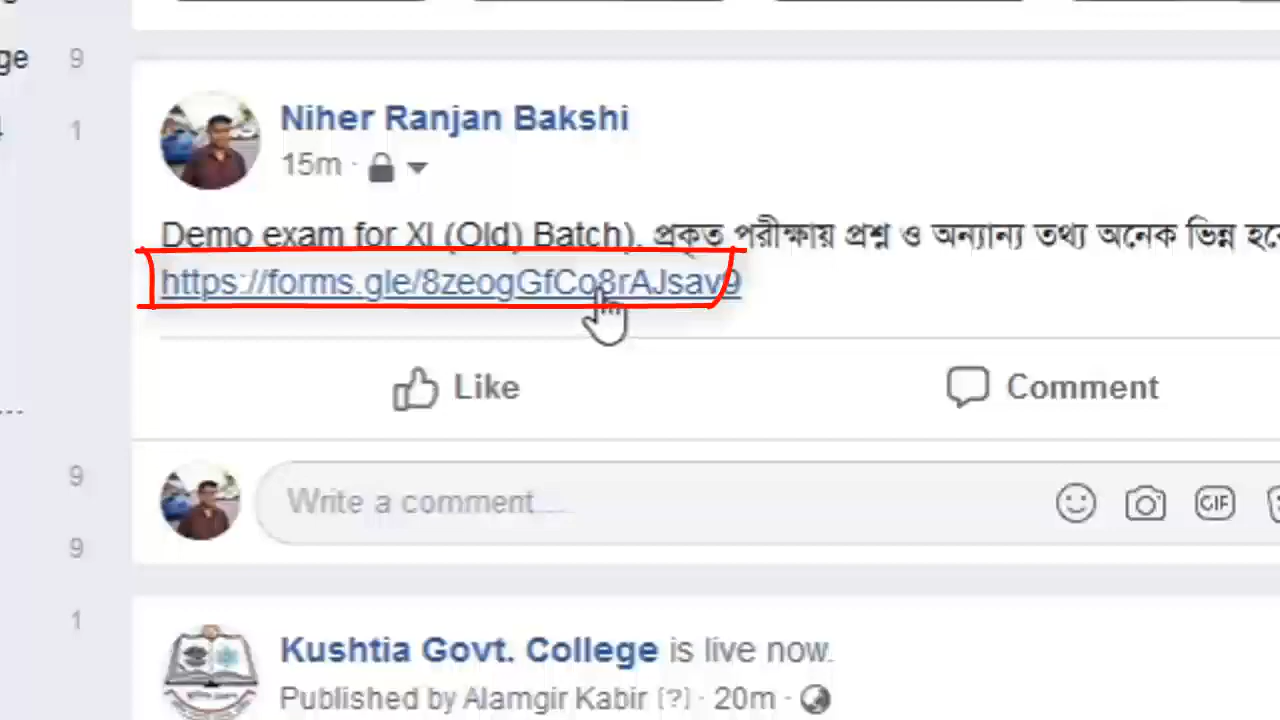 ge
9
1
Niher Ranjan Bakshi
15m ·
Demo exam for XI (Old) Batch). প্রকৃত পরীক্ষায় প্রশ্ন ও অন্যান্য তথ্য অনেক ভিন্ন
https://forms.gle/8zeogGfCo8rAJsav9
Like
Comment
9
Write a comment...
GIF
9
1
Kushtia Govt. College is live now.
Published by Alamgir Kabir [?] · 20m ·